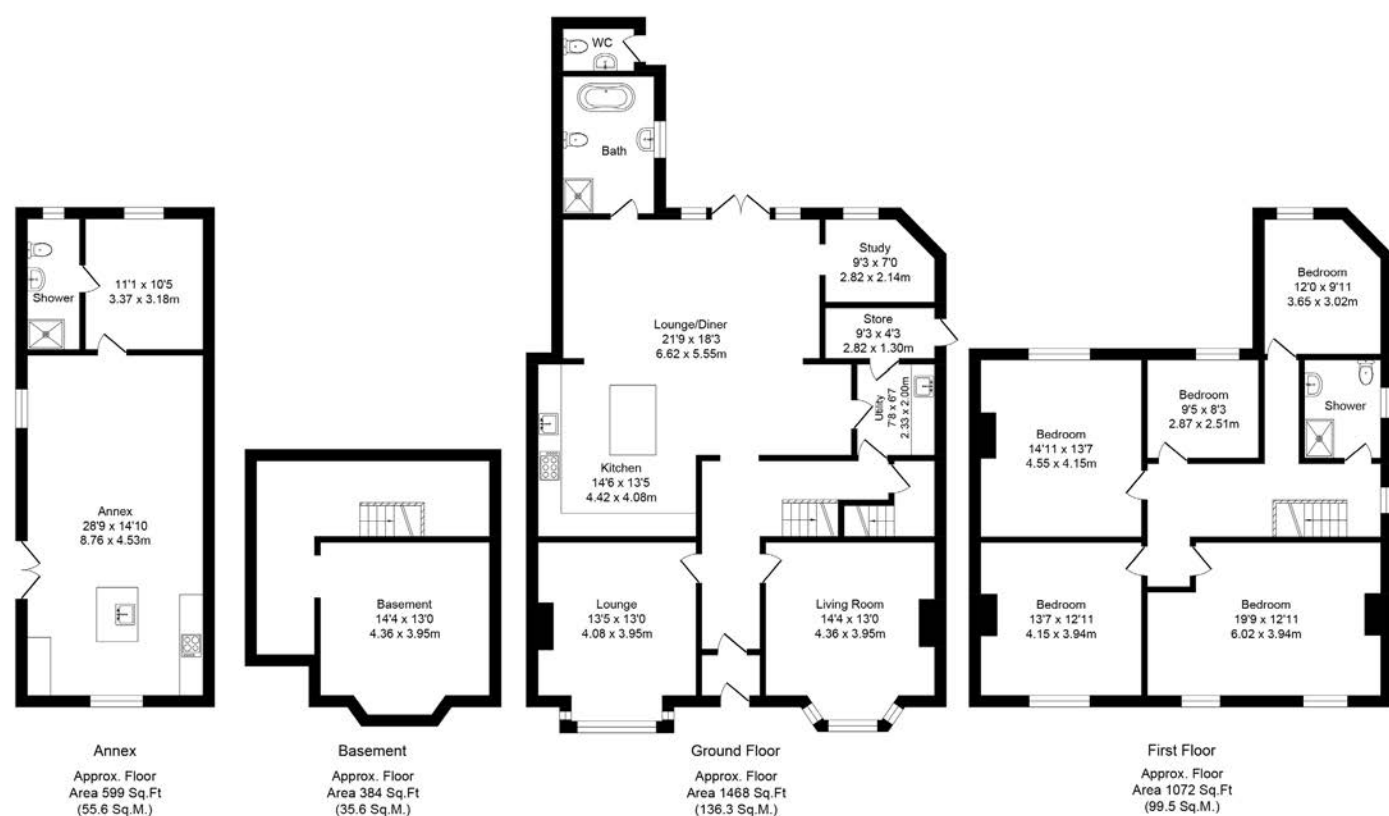 Shower
11'1 x 10'5
3.37 x 3.18m
Annex
28'9 x 14'10
8.76 x 4.53m
Annex
Approx. Floor
Area 599 Sq.Ft
(55.6 Sq.M.)
Basement
14'4 x 13'0
4.36 x 3.95m
Basement
Approx. Floor
Area 384 Sq.Ft
(35.6 Sq.M.)
WC
Bath
Study
9'3 x 7'0
2.82 x 2.14m
Store
9'3 x 4'3
2.82 x 1.30m
Lounge/Diner
21'9 x 18'3
6.62 x 5.55m
Utility
7'8 x 6'7
2.33 x 2.00m
Kitchen
14'6 x 13'5
4.42 x 4.08m
Lounge
13'5 x 13'0
4.08 x 3.95m
Living Room
14'4 x 13'0
4.36 x 3.95m
Ground Floor
Approx. Floor
Area 1468 Sq.Ft
(136.3 Sq.M.)
Bedroom
12'0 x 9'11
3.65 x 3.02m
Bedroom
9'5 x 8'3
2.87 x 2.51m
Shower
Bedroom
14'11 x 13'7
4.55 x 4.15m
Bedroom
13'7 x 12'11
4.15 x 3.94m
Bedroom
19'9 x 12'11
6.02 x 3.94m
First Floor
Approx. Floor
Area 1072 Sq.Ft
(99.5 Sq.M.)